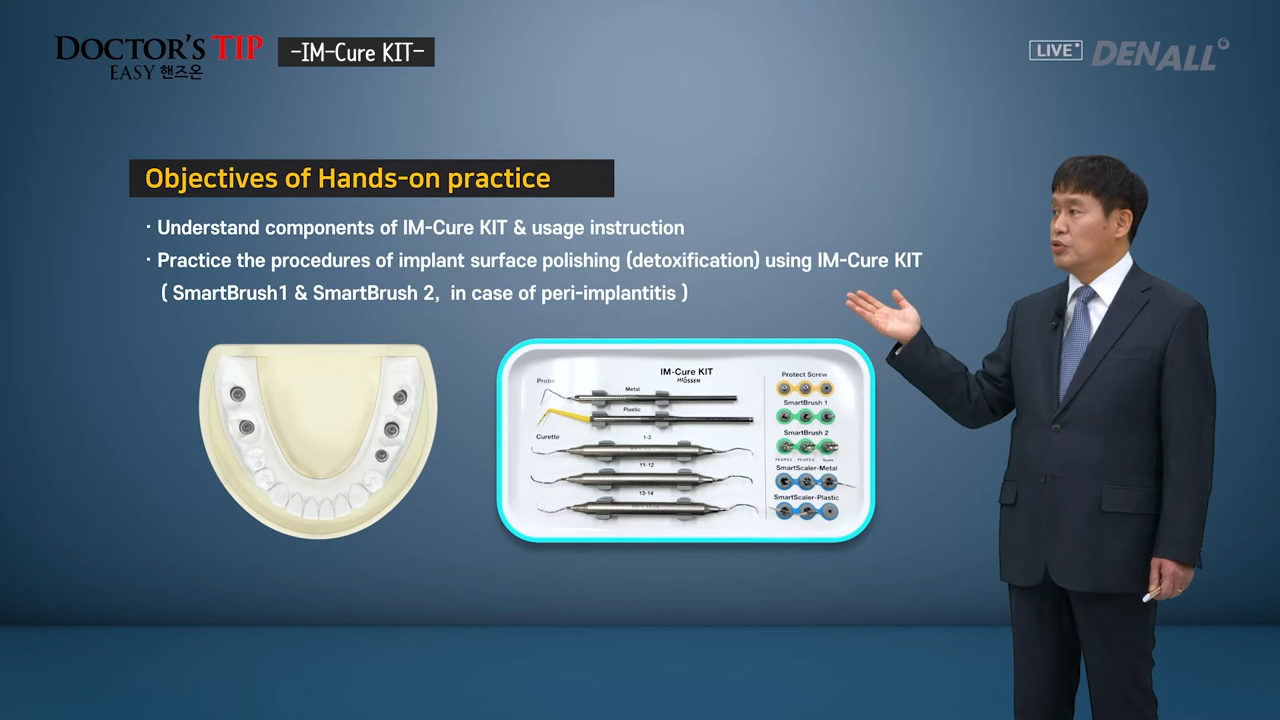 DOCTOR'S TIP
EASY 핸즈온
-IM-Cure KIT-
LIVE
DENALL
Objectives of Hands-on practice
· Understand components of IM-Cure KIT & usage instruction
· Practice the procedures of implant surface polishing (detoxification) using IM-Cure KIT
( SmartBrush1 & SmartBrush 2, in case of peri-implantitis )
IM-Cure KIT
HIOSSEN
Probe
Metal
Plastic
Curette
1-2
11-12
13-14
Protect Screw
SmartBrush 1
SmartBrush 2
SmartScaler-Metal
SmartScaler-Plastic